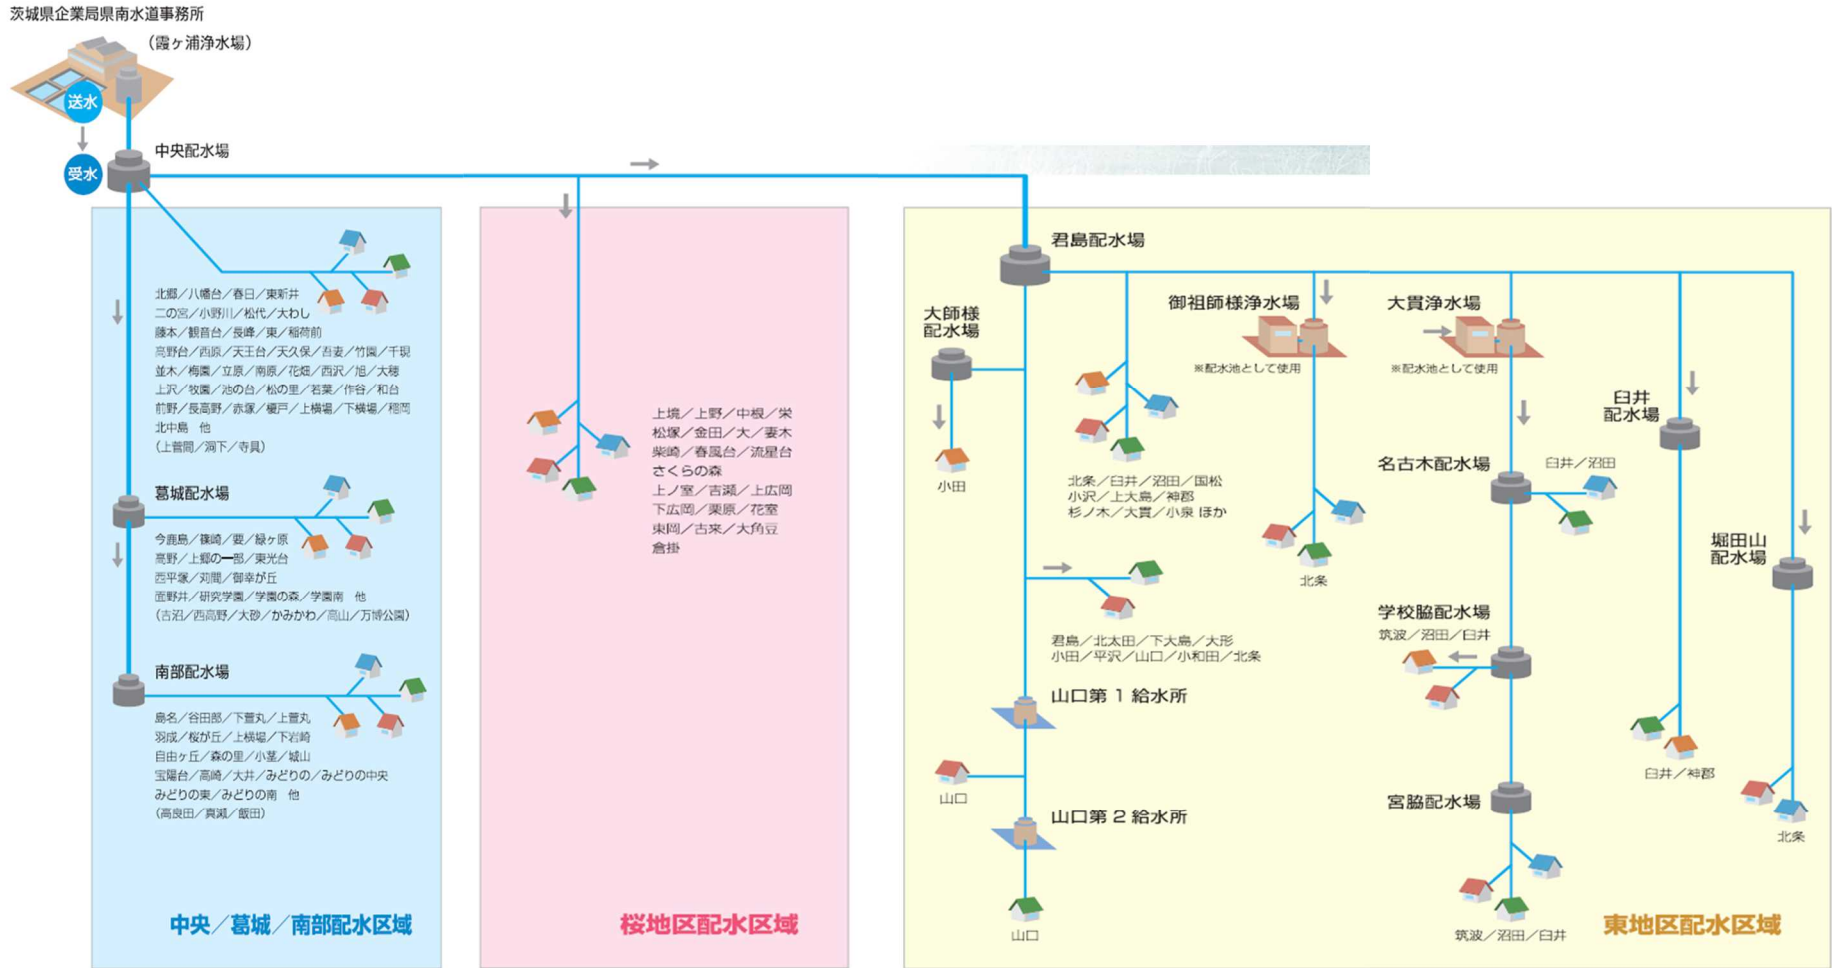 茨城県企業局県南水道事務所
（霞ヶ浦浄水場）
送水
受水
中央配水場
北郷／八幡台／春日／東新井
二の宮／小野川／松代／大わし
藤本／観音台／長峰／東／稲荷前
高野台／西原／天王台／天久保／吾妻／竹園／千現
並木／梅園／立原／南原／花畑／西沢／旭／大穂
上沢／牧園／池の台／松の里／若葉／作谷／和台
前野／長高野／赤塚／榎戸／上横場／下横場／稲岡
北中島　他
（上菅間／洞下／寺具）
葛城配水場
今鹿島／篠崎／要／緑ヶ原
高野／上郷の一部／東光台
西平塚／苅間／御幸が丘
面野井／研究学園／学園の森／学園南　他
（吉沼／西高野／大砂／かみかわ／高山／万博公園）
南部配水場
島名／谷田部／下萱丸／上萱丸
羽成／桜が丘／上横場／下岩崎
自由ヶ丘／森の里／小茎／城山
宝陽台／高崎／大井／みどりの／みどりの中央
みどりの東／みどりの南　他
（高良田／真瀬／飯田）
中央／葛城／南部配水区域
上境／上野／中根／栄
松塚／金田／大／妻木
柴崎／春風台／流星台
さくらの森
上ノ室／吉瀬／上広岡
下広岡／栗原／花室
東岡／古来／大角豆
倉掛
桜地区配水区域
君島配水場
大師様
配水場
小田
北条／臼井／沼田／国松
小沢／上大島／神郡
杉ノ木／大貫／小泉 ほか
君島／北太田／下大島／大形
小田／平沢／山口／小和田／北条
山口第１給水所
山口
山口第２給水所
山口
御祖師様浄水場
※配水池として使用
北条
大貫浄水場
※配水池として使用
名古木配水場
臼井／沼田
学校脇配水場
筑波／沼田／臼井
宮脇配水場
筑波／沼田／臼井
臼井
配水場
臼井／神郡
堀田山
配水場
北条
東地区配水区域